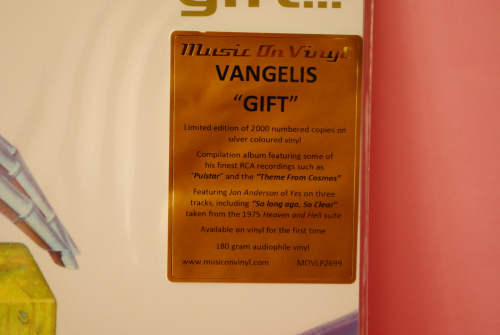 gift...
Music On Vinyl
VANGELIS
"GIFT"
Limited edition of 2000 numbered copies on
silver coloured vinyl
Compilation album featuring some of
his finest RCA recordings such as
"Pulstar" and the "Theme From Cosmos"
Featuring Jon Anderson of Yes on three
tracks, including "So long ago, So Clear"
taken from the 1975 Heaven and Hell suite
Available on vinyl for the first time
180 gram audiophile vinyl
www.musiconvinyl.com MOVLP2699